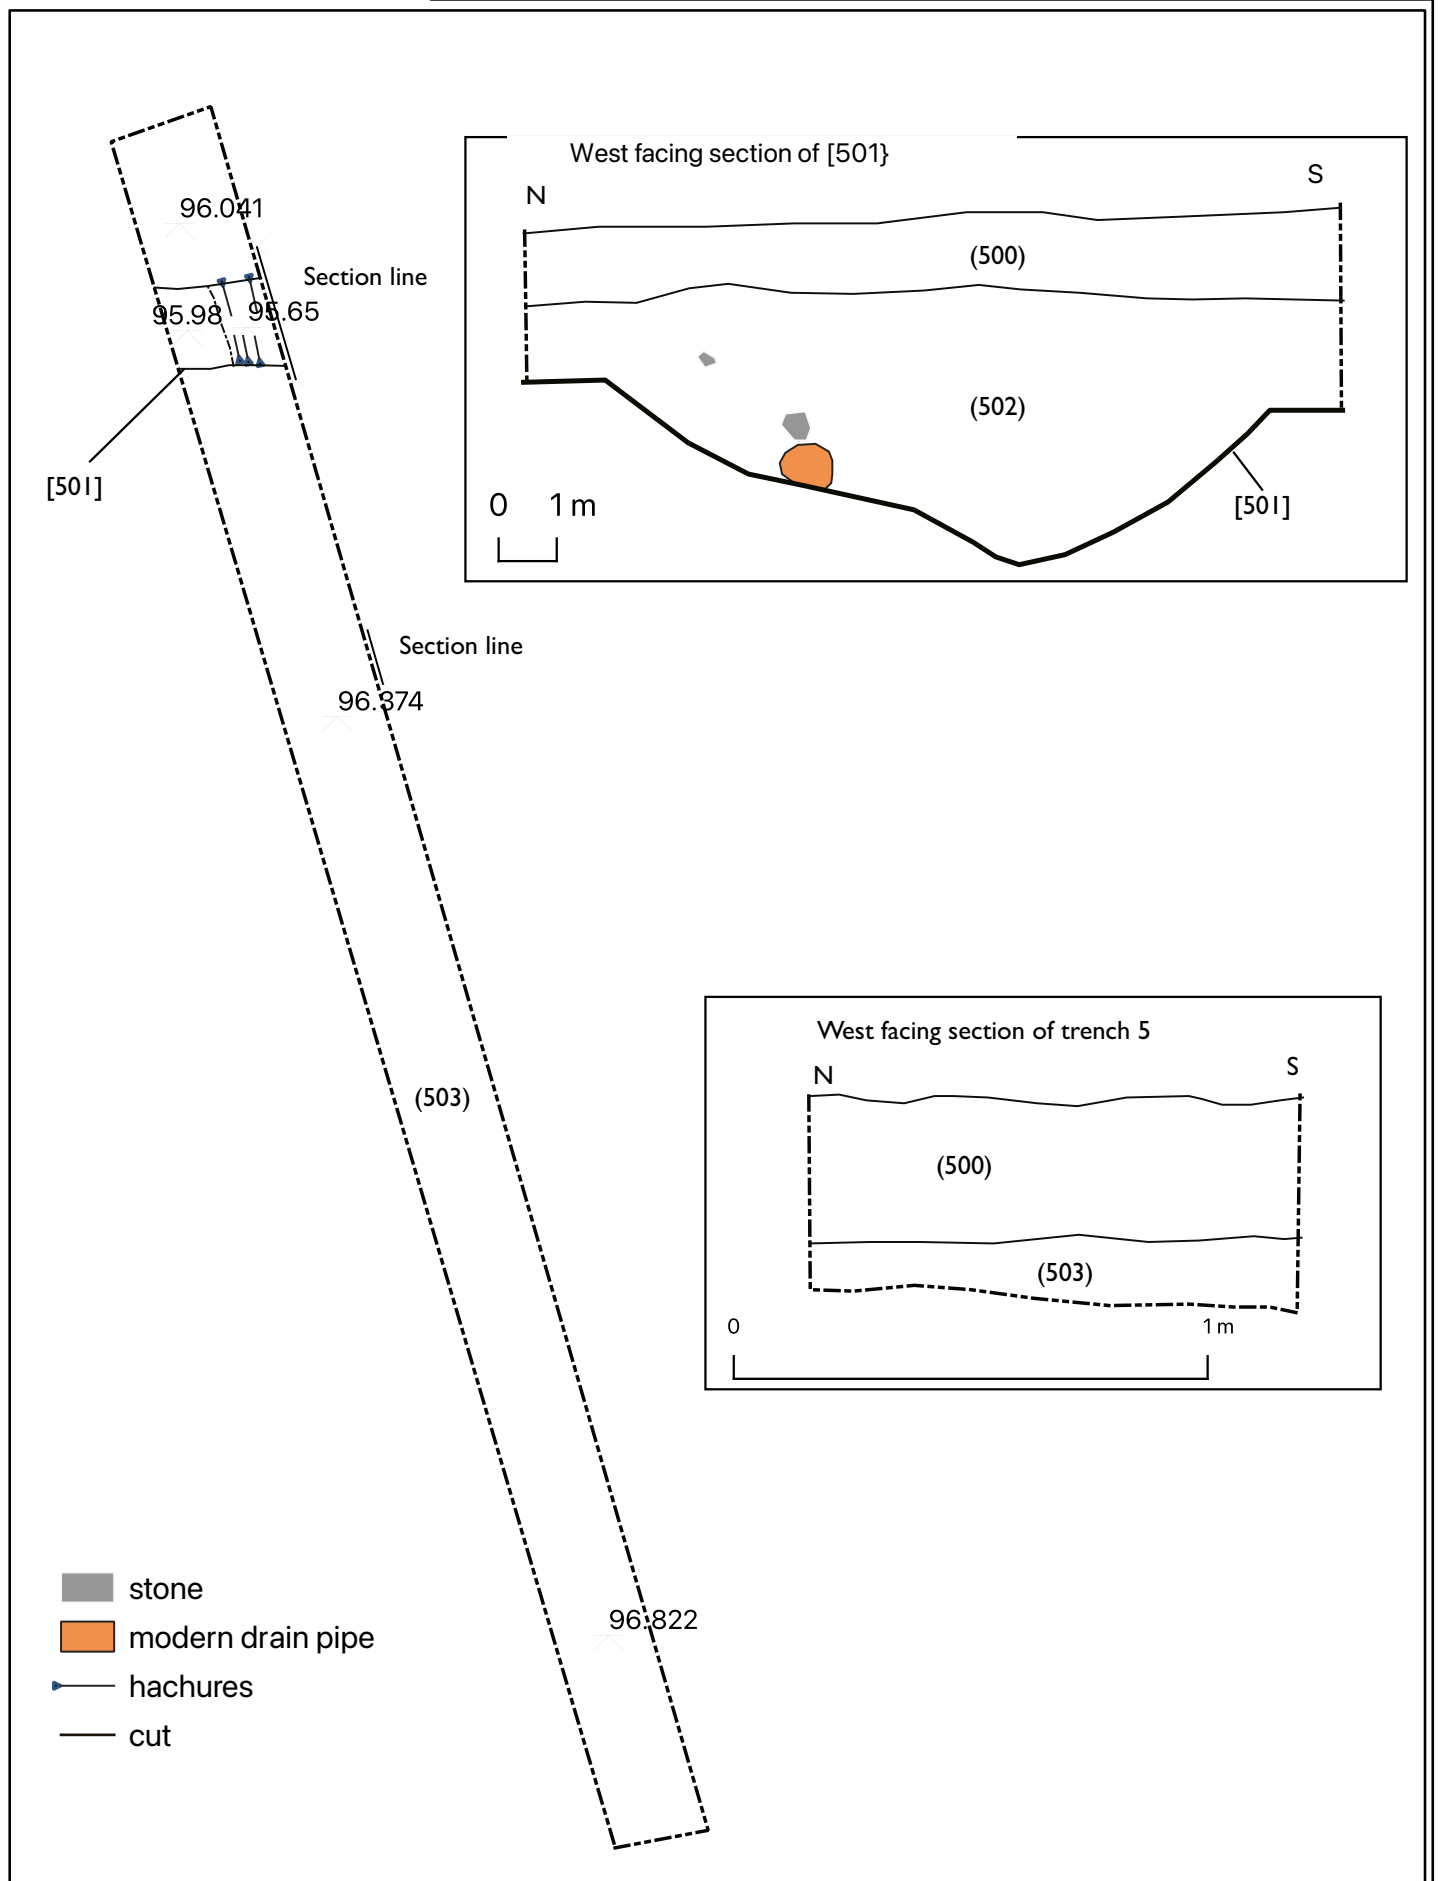 96.041
Section line
95.98
95.65
[501]
West facing section of [501}
N
S
(500)
(502)
[501]
0 1 m
Section line
96.374
(503)
West facing section of trench 5
N
S
(500)
(503)
0
1 m
96.822
stone
modern drain pipe
hachures
cut